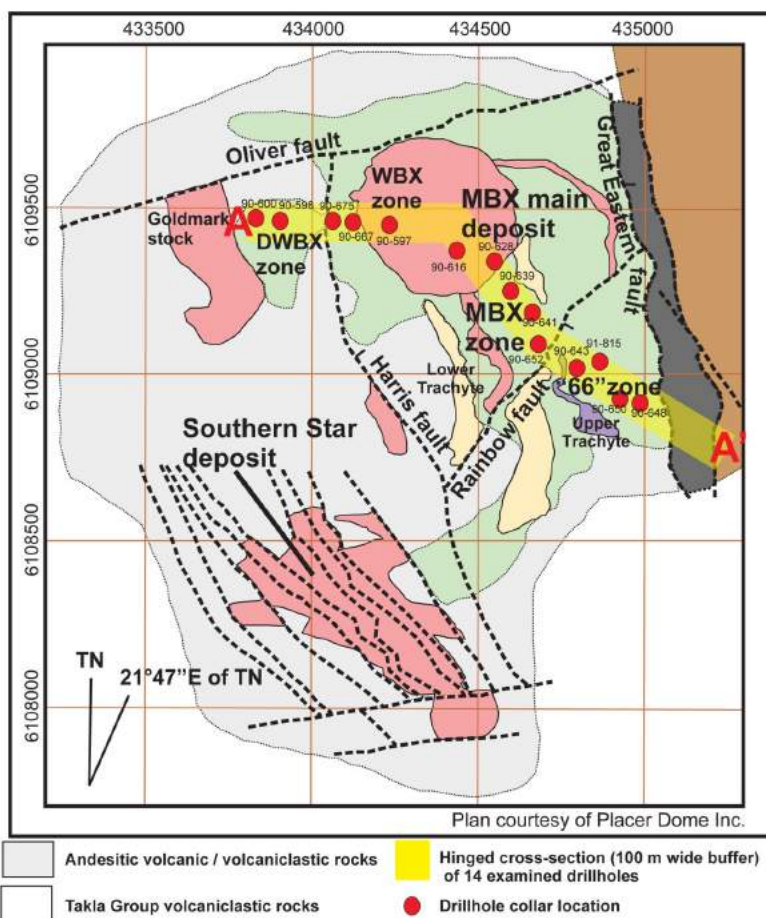 433500 434000 434500 435000
6109500
6109000
6108500
6108000
Oliver fault
Great Eastern fault
WBX
zone
MBX main
deposit
A
90-600
90-596
90-675
90-667
90-597
Goldmark
stock
DWBX
zone
90-616
90-628
90-639
90-641
MBX
zone
90-652
90-643
91-815
Lower
Trachyte
"66"zone
90-650
90-648
Harris fault
Rainbow fault
Upper
Trachyte
A'
Southern Star
deposit
TN
21°47"E of TN
Plan courtesy of Placer Dome Inc.
Andesitic volcanic / volcaniclastic rocks
Takla Group volcaniclastic rocks
Hinged cross-section (100 m wide buffer)
of 14 examined drillholes
Drillhole collar location